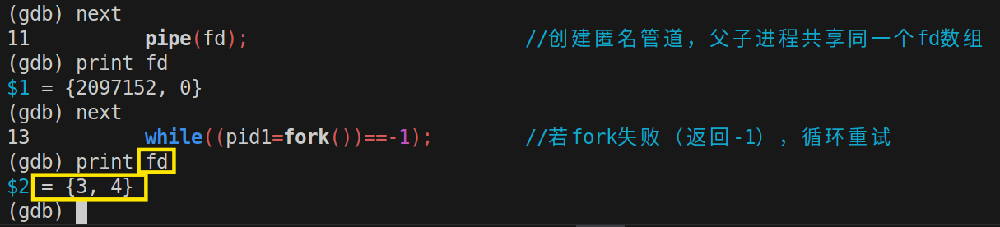 (gdb) next
11 pipe(fd); //创建匿名管道，父子进程共享同一个fd数组
(gdb) print fd
$1 = {2097152, 0}
(gdb) next
13 while((pid1=fork())==-1); //若fork失败（返回-1），循环重试
(gdb) print fd
$2 = {3, 4}
(gdb)